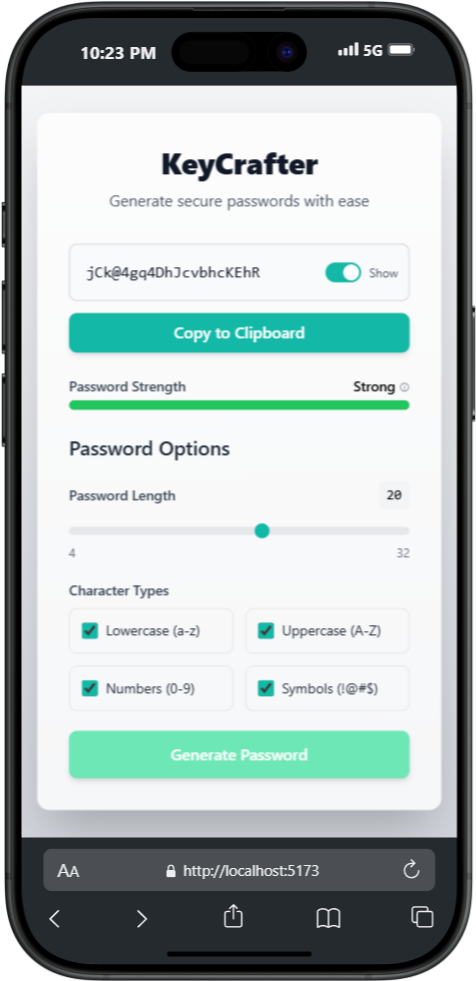 10:23 PM 5G
KeyCrafter
Generate secure passwords with ease
jCk@4gq4DhJcvbhcKEhR Show
Copy to Clipboard
Password Strength Strong
Password Options
Password Length 20
4 32
Character Types
Lowercase (a-z) Uppercase (A-Z)
Numbers (0-9) Symbols (!@#$)
Generate Password
AA http://localhost:5173